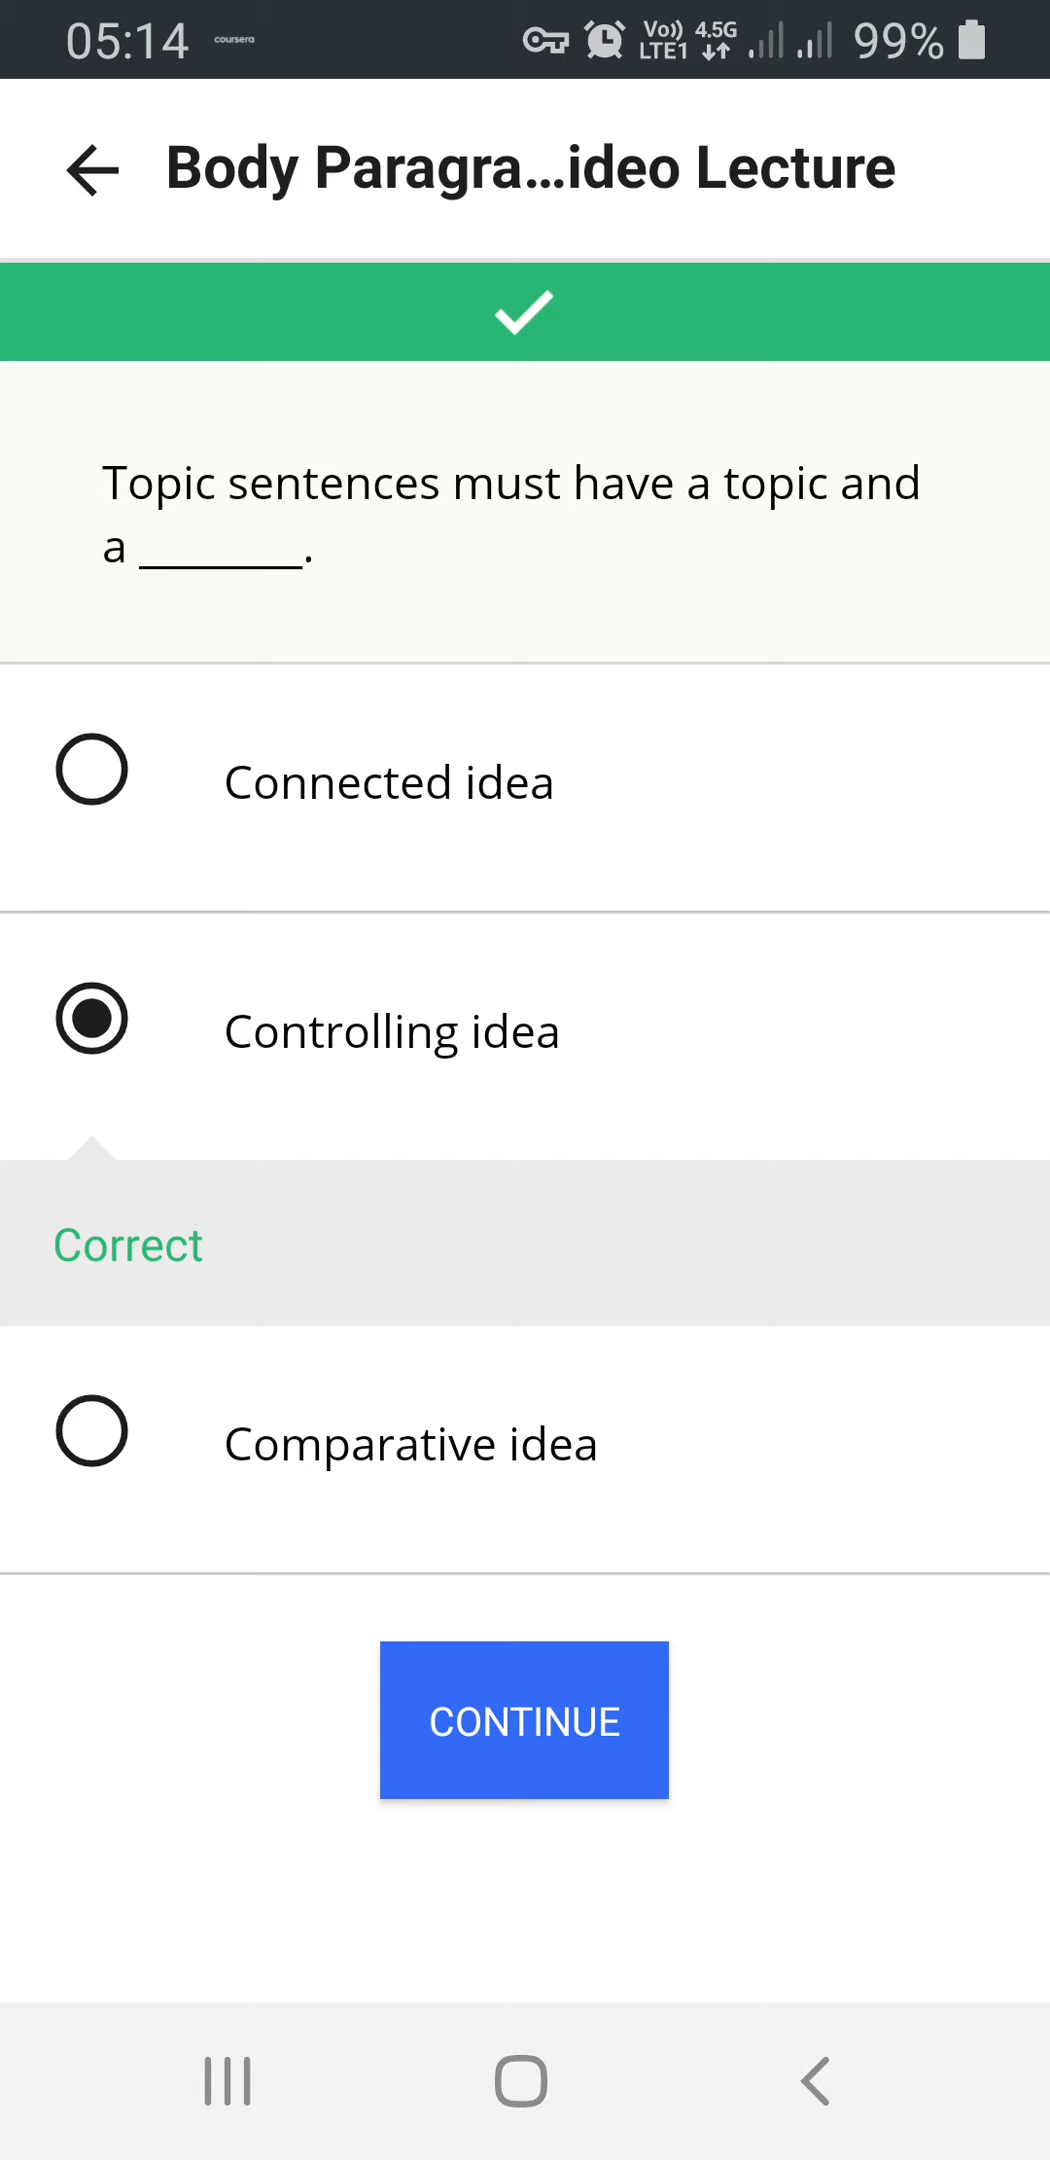 05:14 coursera Vo)) LTE1 4.5G 99%
Body Paragra...ideo Lecture
Topic sentences must have a topic and
a ________.
Connected idea
Controlling idea
Correct
Comparative idea
CONTINUE